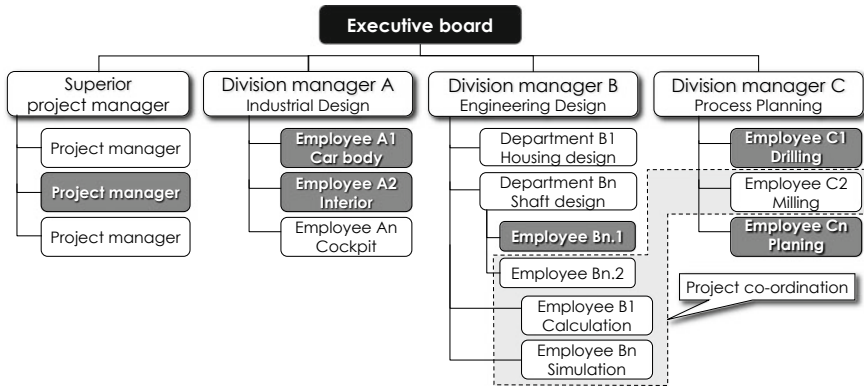 Executive board
Superior
project manager
Project manager
Project manager
Project manager
Division manager A
Industrial Design
Employee A1
Car body
Employee A2
Interior
Employee An
Cockpit
Division manager B
Engineering Design
Department B1
Housing design
Department Bn
Shaft design
Employee Bn.1
Employee Bn.2
Employee B1
Calculation
Employee Bn
Simulation
Division manager C
Process Planning
Employee C1
Drilling
Employee C2
Milling
Employee Cn
Planing
Project co-ordination